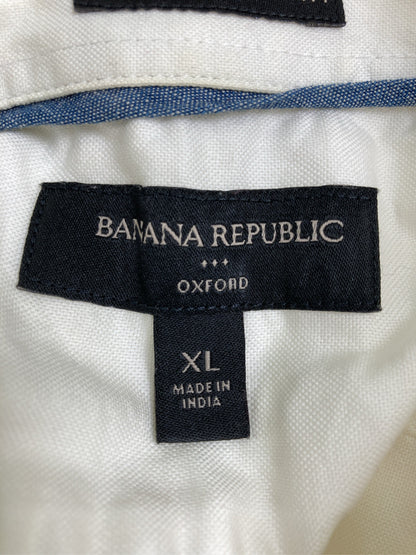 BANANA REPUBLIC
OXFORD
XL
MADE IN
INDIA